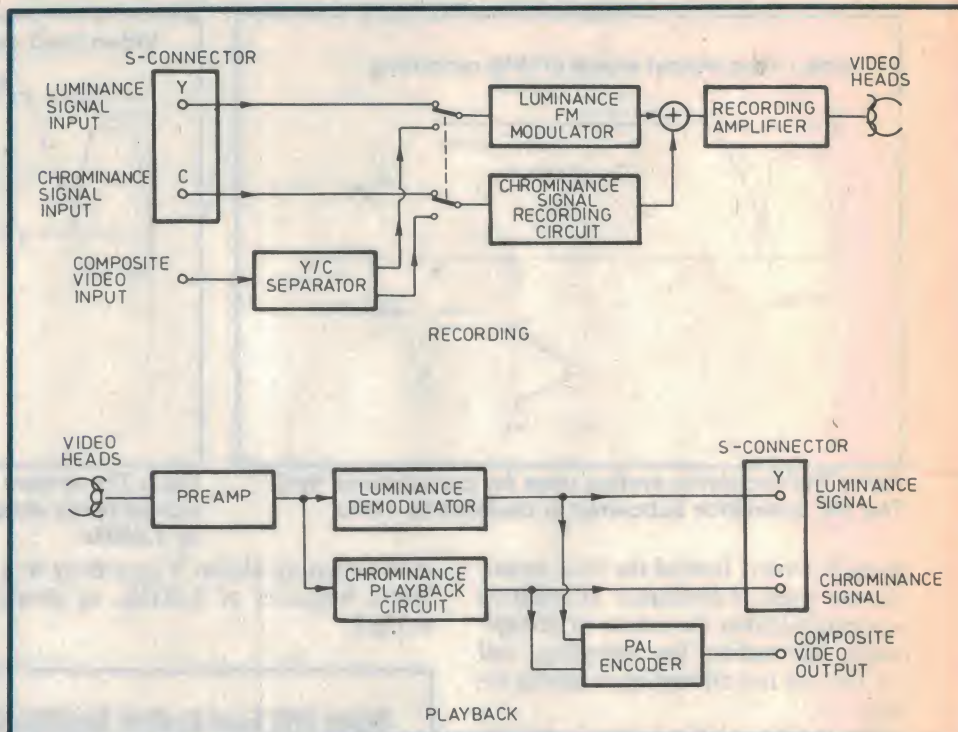 S-CONNECTOR
LUMINANCE
SIGNAL
INPUT
Y
CHROMINANCE
SIGNAL
INPUT
C
COMPOSITE
VIDEO
INPUT
Y/C
SEPARATOR
LUMINANCE
FM
MODULATOR
CHROMINANCE
SIGNAL
RECORDING
CIRCUIT
+
RECORDING
AMPLIFIER
VIDEO
HEADS
RECORDING
VIDEO
HEADS
PREAMP
LUMINANCE
DEMODULATOR
CHROMINANCE
PLAYBACK
CIRCUIT
PAL
ENCODER
S-CONNECTOR
Y
LUMINANCE
SIGNAL
C
CHROMINANCE
SIGNAL
COMPOSITE
VIDEO
OUTPUT
PLAYBACK